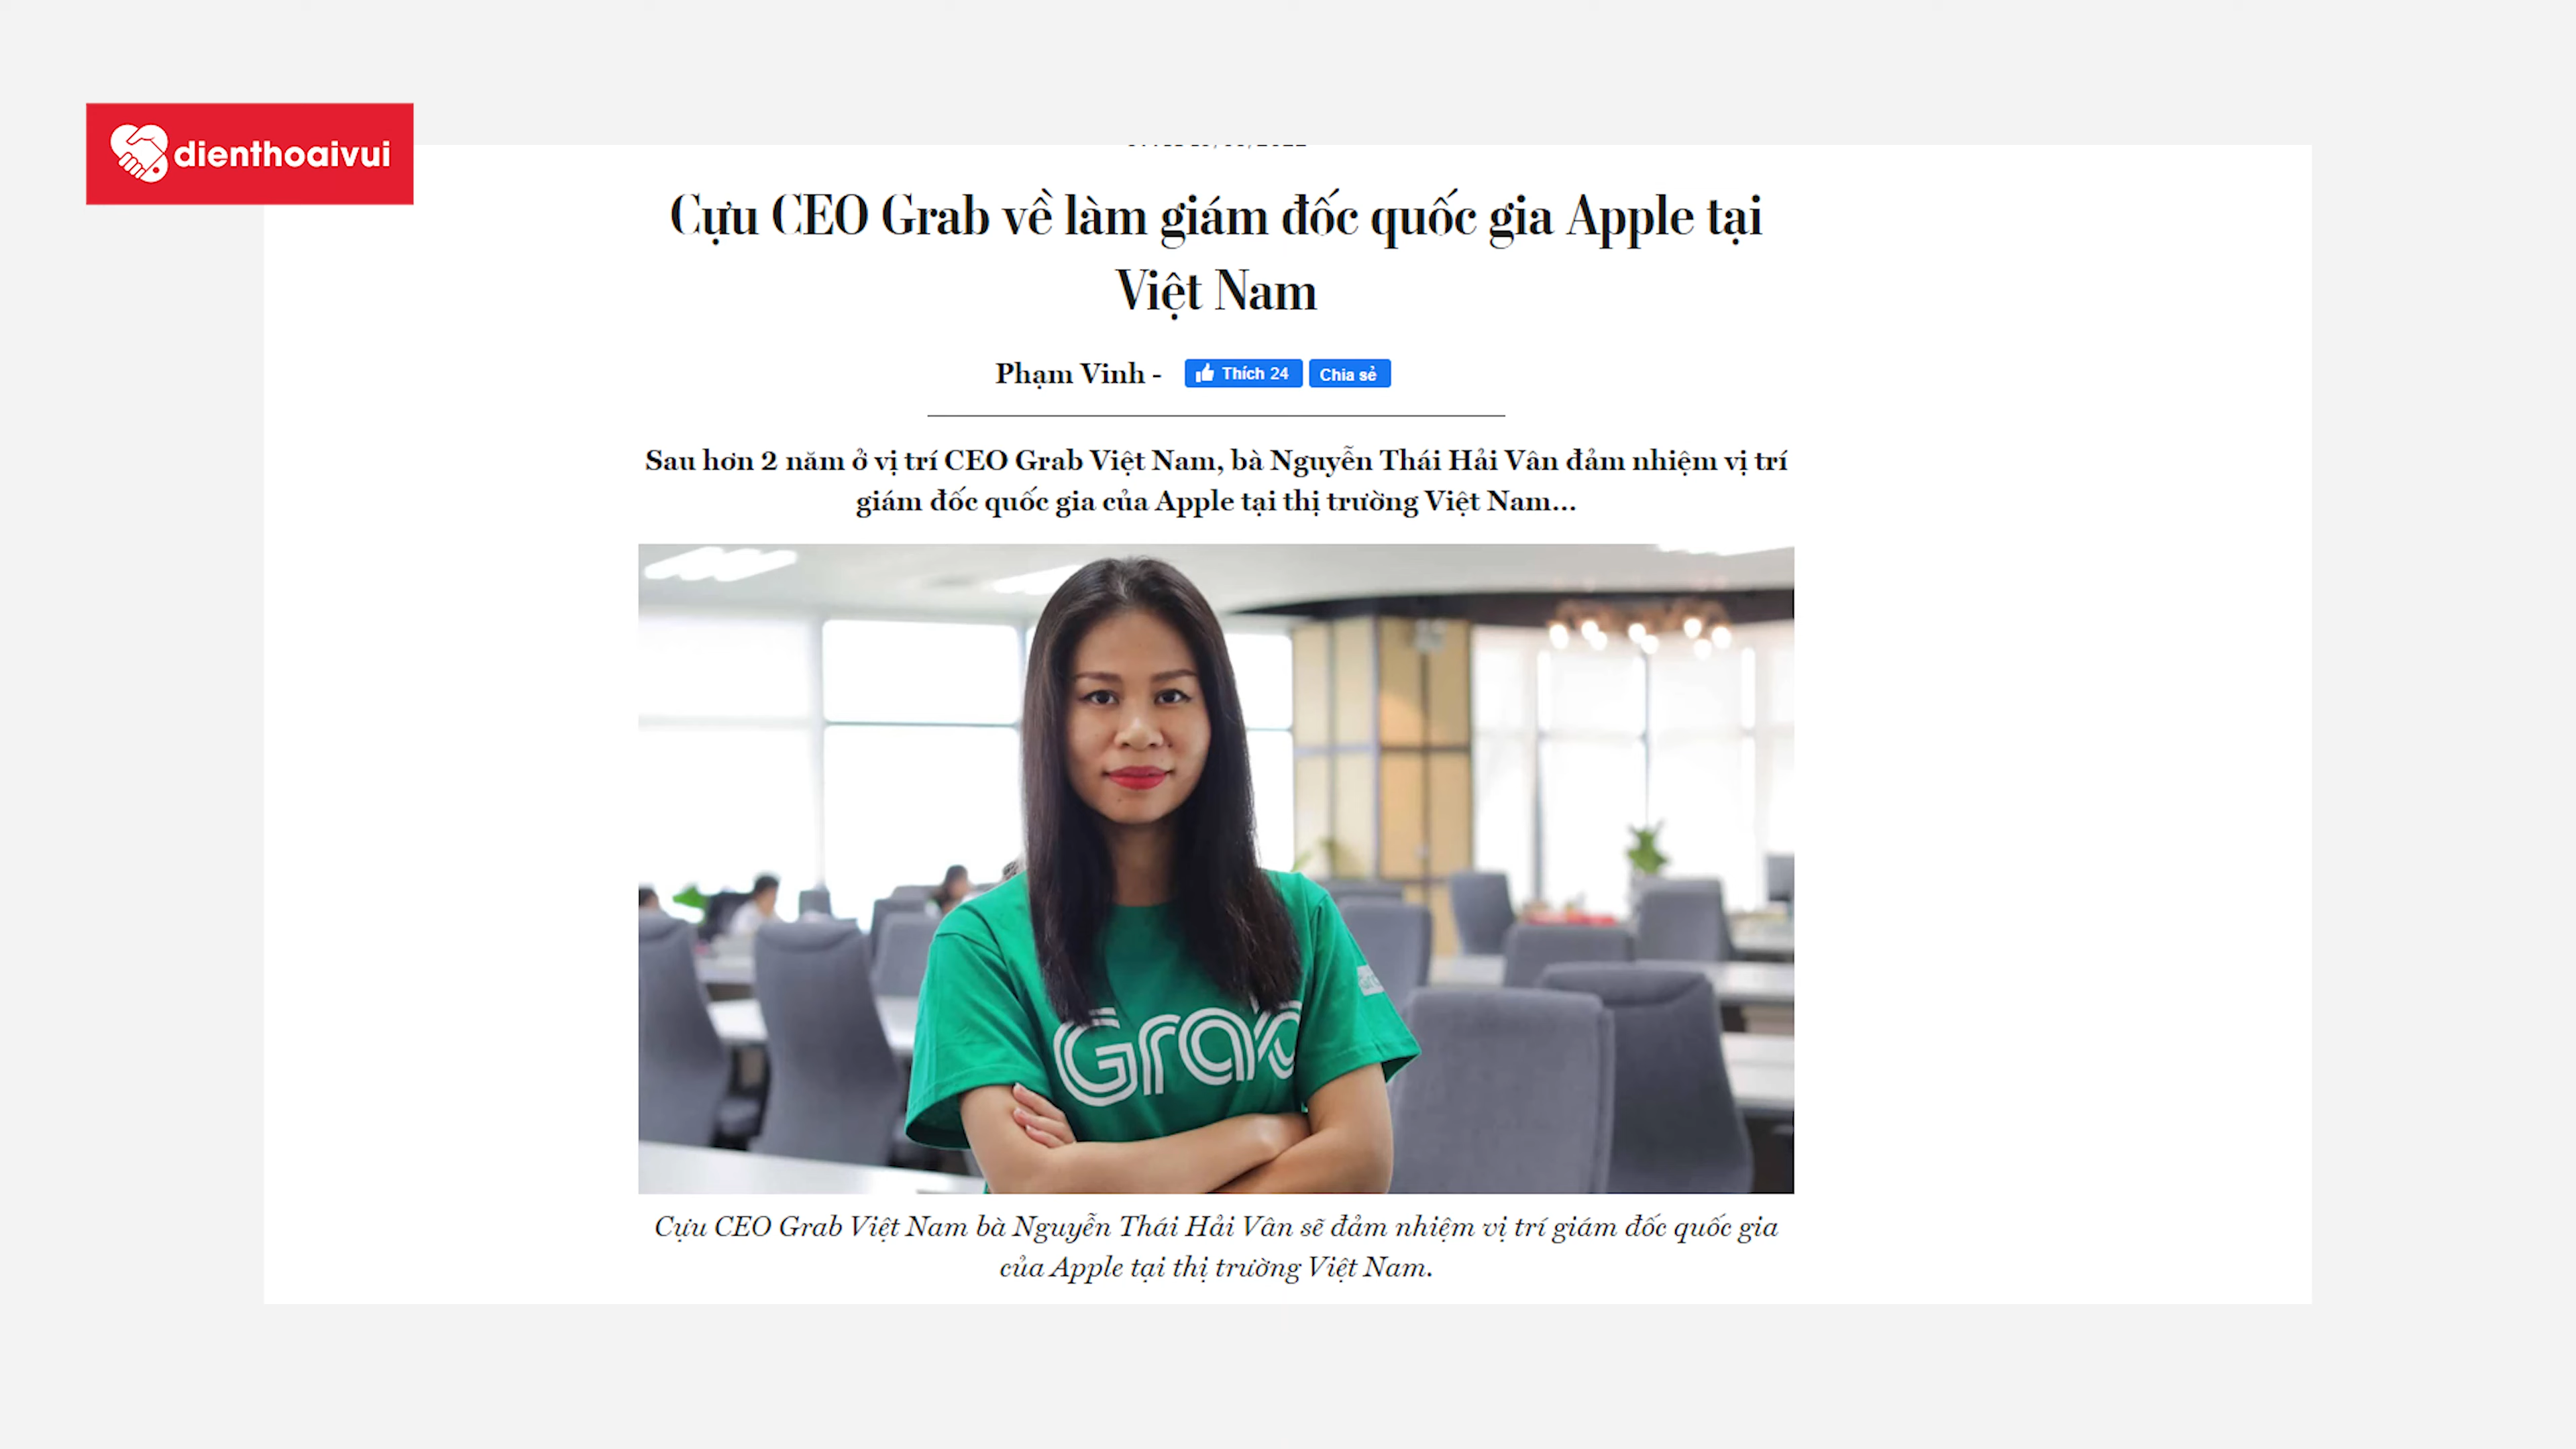 dienthoaivui
Cựu CEO Grab về làm giám đốc quốc gia Apple tại
Việt Nam
Phạm Vinh -
Thích 24
Chia sẻ
Sau hơn 2 năm ở vị trí CEO Grab Việt Nam, bà Nguyễn Thái Hải Vân đảm nhiệm vị trí
giám đốc quốc gia của Apple tại thị trường Việt Nam...
Grab
Cựu CEO Grab Việt Nam bà Nguyễn Thái Hải Vân sẽ đảm nhiệm vị trí giám đốc quốc gia
của Apple tại thị trường Việt Nam.